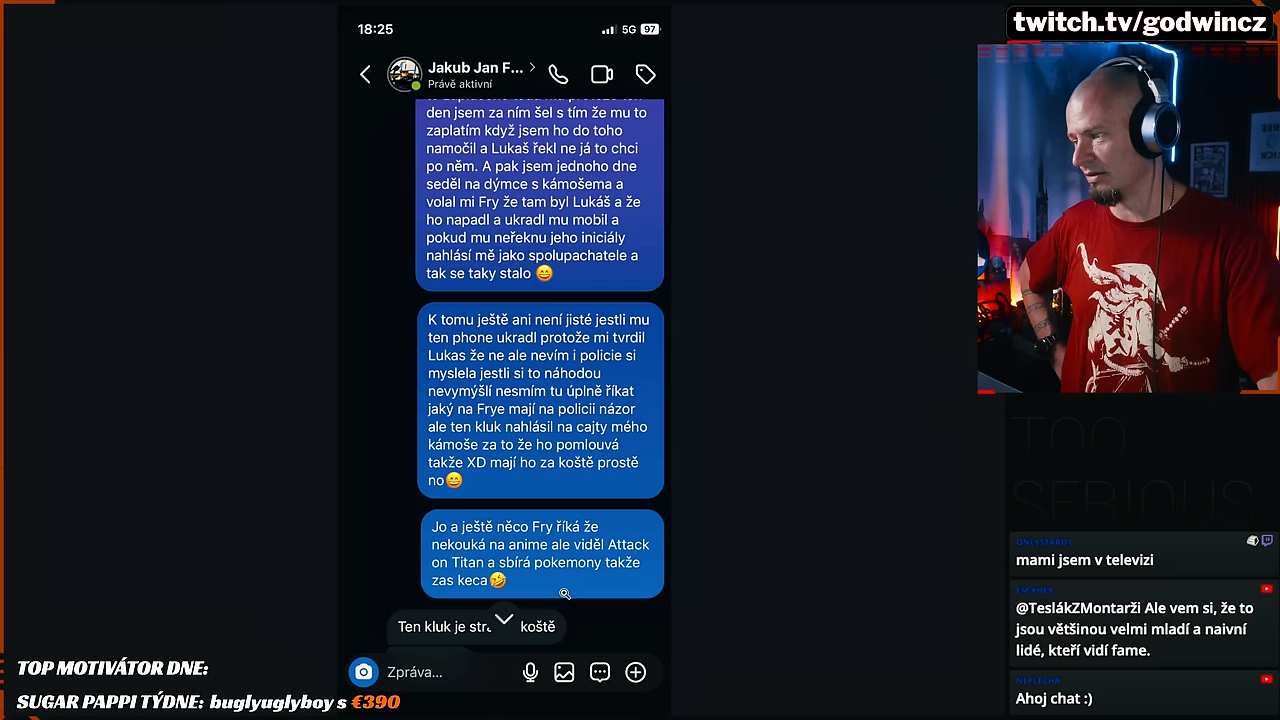 twitch.tv/godwincz
18:25
5G 97
Jakub Jan F...
Právě aktivní
den jsem za ním šel s tím že mu to
zaplatím když jsem ho do toho
namočil a Lukaš řekl ne já to chci
po něm. A pak jsem jednoho dne
seděl na dýmce s kámošema a
volal mi Fry že tam byl Lukáš a že
ho napadl a ukradl mu mobil a
pokud mu neřeknu jeho iniciály
nahlásí mě jako spolupachatele a
tak se taky stalo 😄
K tomu ještě ani není jisté jestli mu
ten phone ukradl protože mi tvrdil
Lukas že ne ale nevím i policie si
myslela jestli si to náhodou
nevymýšlí nesmím tu úplně říkat
jaký na Frye mají na policii názor
ale ten kluk nahlásil na cajty mého
kámoše za to že ho pomlouvá
takže XD mají ho za koště prostě
no😄
Jo a ještě něco Fry říká že
nekouká na anime ale viděl Attack
on Titan a sbírá pokemony takže
zas keca🤣
Ten kluk je koště
Zpráva...
TOO
SERIOUS
ONLYSTAR01
mami jsem v televizi
@TeslákZMontarži Ale vem si, že to
jsou většinou velmi mladí a naivní
lidé, kteří vidí fame.
NEPLECHA
Ahoj chat :)
TOP MOTIVÁTOR DNE:
SUGAR PAPPI TÝDNE: buglyuglyboy s €390